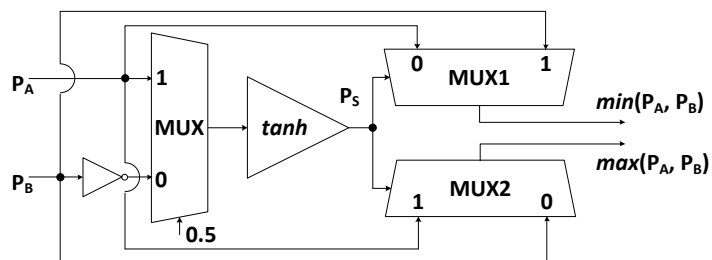 0
1
P_A
1
MUX1
P_S
min(P_A, P_B)
MUX
tanh
max(P_A, P_B)
P_B
0
MUX2
1
0
0.5